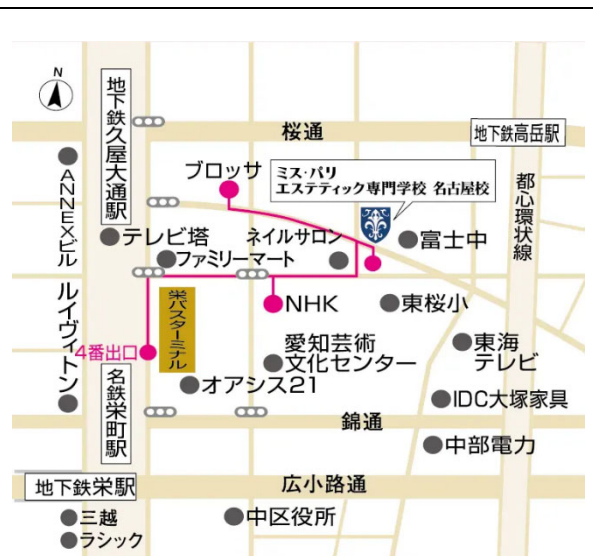 N
地下鉄久屋大通駅
桜通
地下鉄高岳駅
ANNEXビル
ブロッサ
ミス・パリ
エステティック専門学校 名古屋校
都心環状線
テレビ塔
ネイルサロン
富士中
ファミリーマート
ルイヴィトン
栄バスターミナル
NHK
東桜小
4番出口
愛知芸術
文化センター
東海
テレビ
名鉄栄町駅
オアシス21
IDC大塚家具
錦通
中部電力
地下鉄栄駅
広小路通
三越
中区役所
ラシック